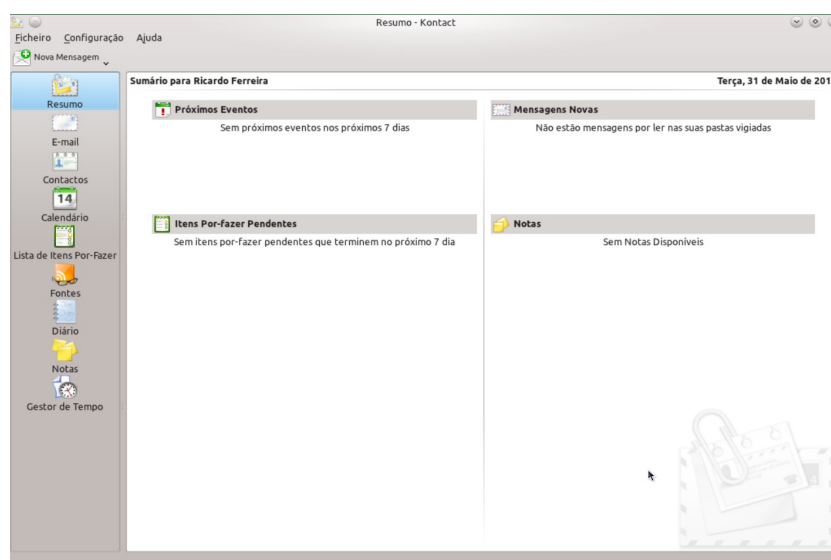 Resumo - Kontact
Ficheiro Configuração Ajuda
Nova Mensagem
Resumo
E-mail
Contactos
14
Calendário
Lista de Itens Por-Fazer
Fontes
Diário
Notas
Gestor de Tempo
Sumário para Ricardo Ferreira
Terça, 31 de Maio de 201
Próximos Eventos
Sem próximos eventos nos próximos 7 dias
Mensagens Novas
Não estão mensagens por ler nas suas pastas vigiadas
Itens Por-fazer Pendentes
Sem itens por-fazer pendentes que terminem no próximo 7 dia
Notas
Sem Notas Disponíveis